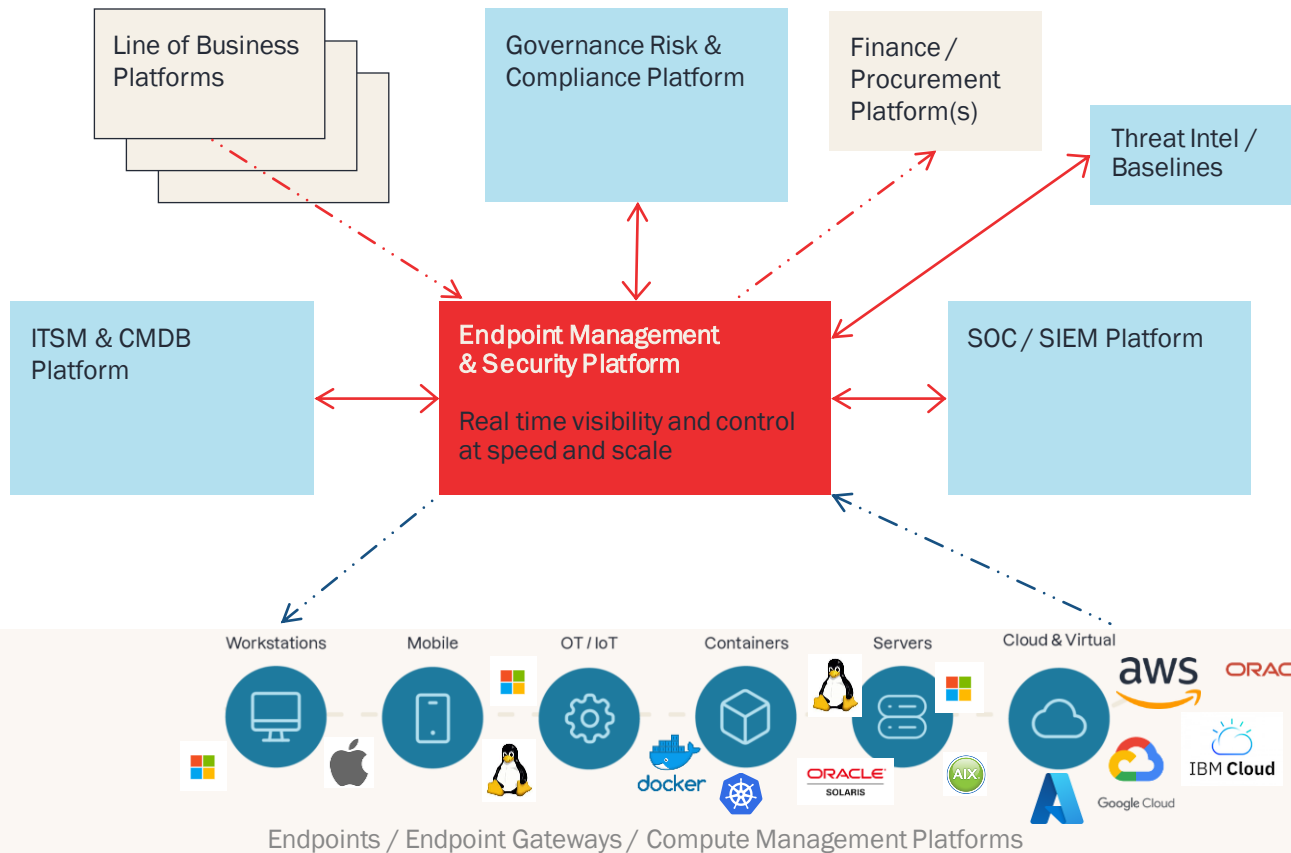 Line of Business
Platforms
Governance Risk &
Compliance Platform
Finance /
Procurement
Platform(s)
Threat Intel /
Baselines
ITSM & CMDB
Platform
Endpoint Management
& Security Platform
Real time visibility and control
at speed and scale
SOC / SIEM Platform
Workstations
Mobile
OT / IoT
Containers
Servers
Cloud & Virtual
aws
ORAC
docker
ORACLE
SOLARIS
AIX
Google Cloud
IBM Cloud
Endpoints / Endpoint Gateways / Compute Management Platforms